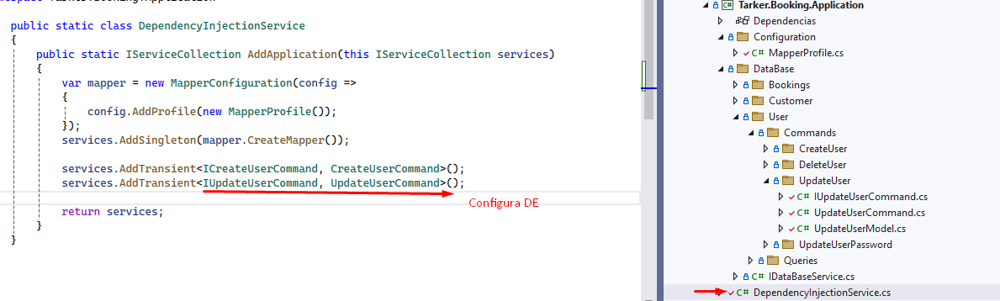 public static class DependencyInjectionService
{
public static IServiceCollection AddApplication(this IServiceCollection services)
{
var mapper = new MapperConfiguration(config =>
{
config.AddProfile(new MapperProfile());
});
services.AddSingleton(mapper.CreateMapper());
services.AddTransient<ICreateUserCommand, CreateUserCommand>();
services.AddTransient<IUpdateUserCommand, UpdateUserCommand>();
Configura DE
return services;
}
}
C# Tarker.Booking.Application
Dependencias
Configuration
C# MapperProfile.cs
DataBase
Bookings
Customer
User
Commands
CreateUser
DeleteUser
UpdateUser
C# IUpdateUserCommand.cs
C# UpdateUserCommand.cs
C# UpdateUserModel.cs
UpdateUserPassword
Queries
C# IDataBaseService.cs
C# DependencyInjectionService.cs